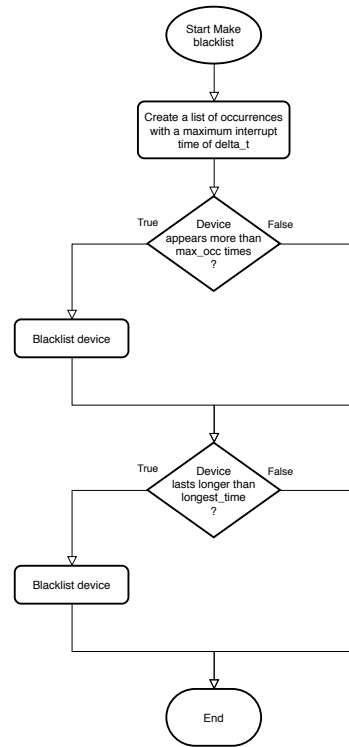 Start Make
blacklist
Create a list of occurrences
with a maximum interrupt
time of delta_t
True
Device
appears more than
max_occ times
?
False
Blacklist device
True
Device
lasts longer than
longest_time
?
False
Blacklist device
End